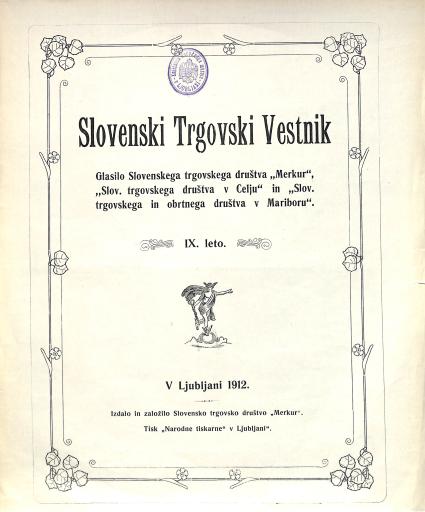 Slovenski Trgovski Vestnik
Glasilo Slovenskega trgovskega društva „Merkur“,
„Slov. trgovskega društva v Celju“ in „Slov.
trgovskega in obrtnega društva v Mariboru“.
IX. leto.
V Ljubljani 1912.
Izdalo in založilo Slovensko trgovsko društvo „Merkur“.
Tisk „Narodne tiskarne“ v Ljubljani“.